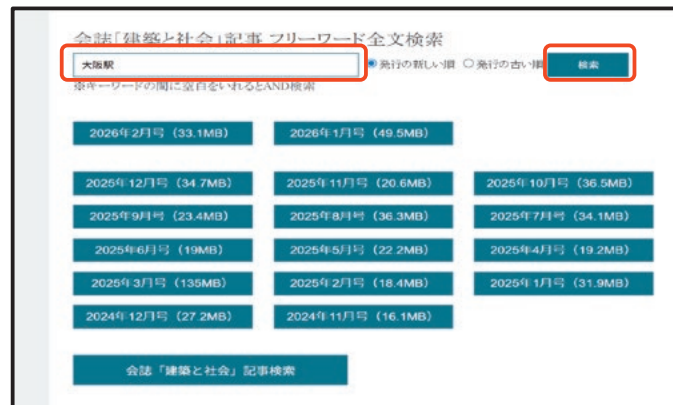 会誌「建築と社会」記事 フリーワード全文検索
大阪駅 発行の新しい順 発行の古い順 検索
※キーワードの間に空白をいれるとAND検索
2026年2月号（33.1MB） 2026年1月号（49.5MB）
2025年12月号（34.7MB） 2025年11月号（20.6MB） 2025年10月号（36.5MB）
2025年9月号（23.4MB） 2025年8月号（36.3MB） 2025年7月号（34.1MB）
2025年6月号（19MB） 2025年5月号（22.2MB） 2025年4月号（19.2MB）
2025年3月号（135MB） 2025年2月号（18.4MB） 2025年1月号（31.9MB）
2024年12月号（27.2MB） 2024年11月号（16.1MB）
会誌「建築と社会」記事検索